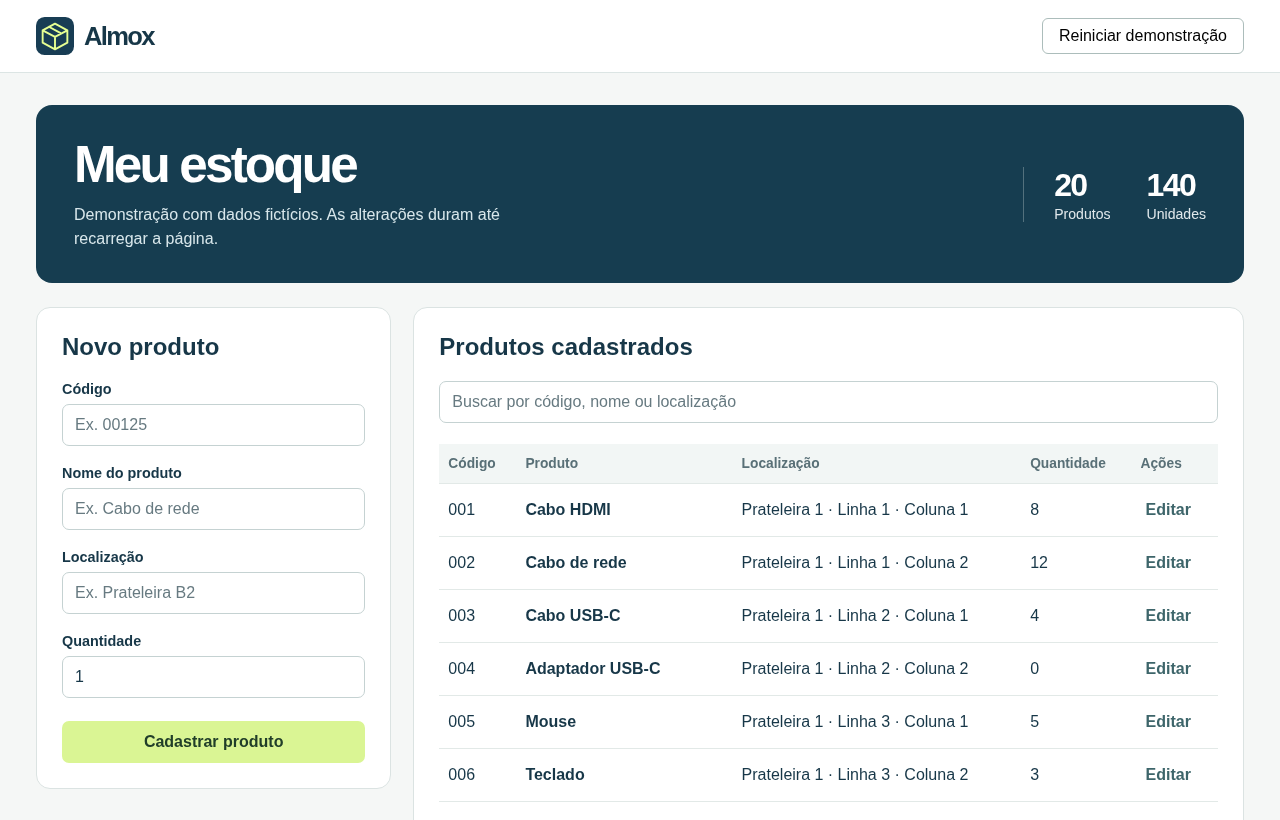 Almox
Reiniciar demonstração
Meu estoque
Demonstração com dados fictícios. As alterações duram até
recarregar a página.
20
Produtos
140
Unidades
Novo produto
Código
Ex. 00125
Nome do produto
Ex. Cabo de rede
Localização
Ex. Prateleira B2
Quantidade
1
Cadastrar produto
Produtos cadastrados
Buscar por código, nome ou localização
Código Produto Localização Quantidade Ações
001 Cabo HDMI Prateleira 1 · Linha 1 · Coluna 1 8 Editar
002 Cabo de rede Prateleira 1 · Linha 1 · Coluna 2 12 Editar
003 Cabo USB-C Prateleira 1 · Linha 2 · Coluna 1 4 Editar
004 Adaptador USB-C Prateleira 1 · Linha 2 · Coluna 2 0 Editar
005 Mouse Prateleira 1 · Linha 3 · Coluna 1 5 Editar
006 Teclado Prateleira 1 · Linha 3 · Coluna 2 3 Editar